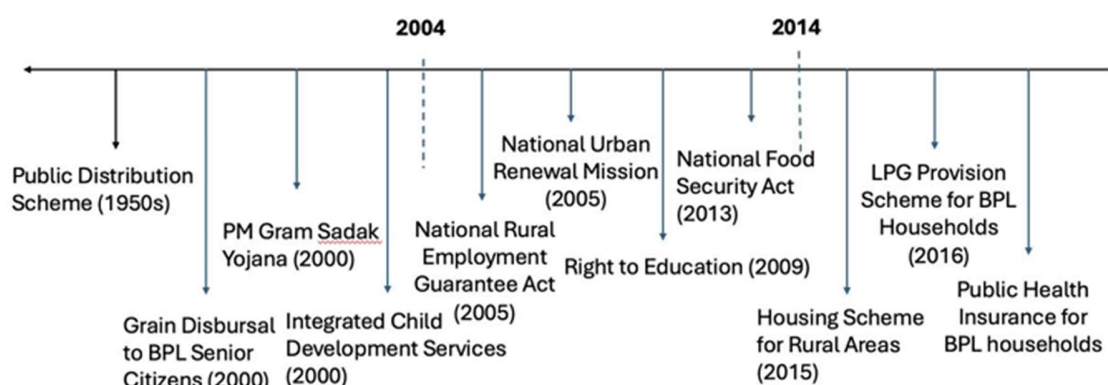 2004
2014
Public Distribution
Scheme (1950s)
Grain Disbursal
to BPL Senior
Citizens (2000)
PM Gram Sadak
Yojana (2000)
Integrated Child
Development Services
(2000)
National Rural
Employment
Guarantee Act
(2005)
National Urban
Renewal Mission
(2005)
Right to Education (2009)
National Food
Security Act
(2013)
Housing Scheme
for Rural Areas
(2015)
LPG Provision
Scheme for BPL
Households
(2016)
Public Health
Insurance for
BPL households